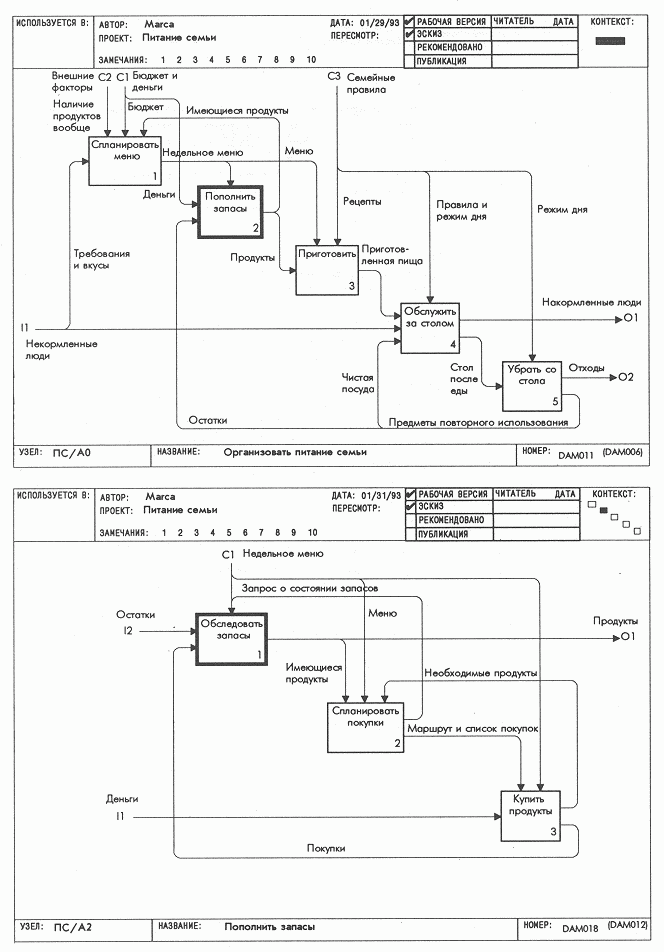 ИСПОЛЬЗУЕТСЯ В:
АВТОР: Marca
ДАТА: 01/29/93
РАБОЧАЯ ВЕРСИЯ
ЧИТАТЕЛЬ ДАТА
КОНТЕКСТ:
ПРОЕКТ: Питание семьи
ПЕРЕСМОТР:
ЭСКИЗ
РЕКОМЕНДОВАНО
ЗАМЕЧАНИЯ: 1 2 3 4 5 6 7 8 9 10
ПУБЛИКАЦИЯ
Внешние
факторы
C2
C1
Бюджет и
деньги
C3
Семейные
правила
Наличие
продуктов
вообще
Бюджет
Имеющиеся продукты
Спланировать
меню
1
Недельное меню
Меню
Деньги
Пополнить
запасы
2
Рецепты
Правила и
режим дня
Режим дня
Требования
и вкусы
Продукты
Приготовить
3
Приготов-
ленная пища
Накормленные люди
O1
I1
Некормленные
люди
Обслужить
за столом
4
Чистая
посуда
Стол
после
еды
Убрать со
стола
5
Отходы
O2
Остатки
Предметы повторного использования
УЗЕЛ: ПС/A0
НАЗВАНИЕ: Организовать питание семьи
НОМЕР: DAM011 (DAM006)
ИСПОЛЬЗУЕТСЯ В:
АВТОР: Marca
ДАТА: 01/31/93
РАБОЧАЯ ВЕРСИЯ
ЧИТАТЕЛЬ ДАТА
КОНТЕКСТ:
ПРОЕКТ: Питание семьи
ПЕРЕСМОТР:
ЭСКИЗ
РЕКОМЕНДОВАНО
ЗАМЕЧАНИЯ: 1 2 3 4 5 6 7 8 9 10
ПУБЛИКАЦИЯ
C1 Недельное меню
Запрос о состоянии запасов
Остатки
I2
Обследовать
запасы
1
Меню
Продукты
O1
Имеющиеся
продукты
Необходимые продукты
Спланировать
покупки
2
Маршрут и список покупок
Деньги
I1
Купить
продукты
3
Покупки
УЗЕЛ: ПС/A2
НАЗВАНИЕ: Пополнить запасы
НОМЕР: DAM018 (DAM012)